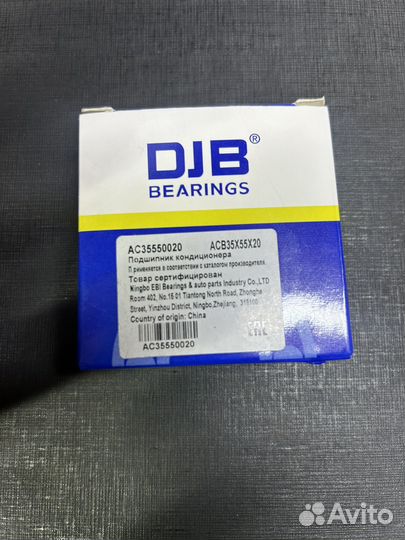 DJB®
BEARINGS
AC35550020 ACB35X55X20
Подшипник кондиционера
Применяется в соответствии с каталогом производителя.
Товар сертифицирован
Ningbo EBI Bearings & auto parts Industry Co.,LTD
Room 402, No.15 01 Tiantong North Road, Zhonghe
Street, Yinzhou District, Ningbo,Zhejiang, 315100
Country of origin: China
EAC
AC35550020
Avito